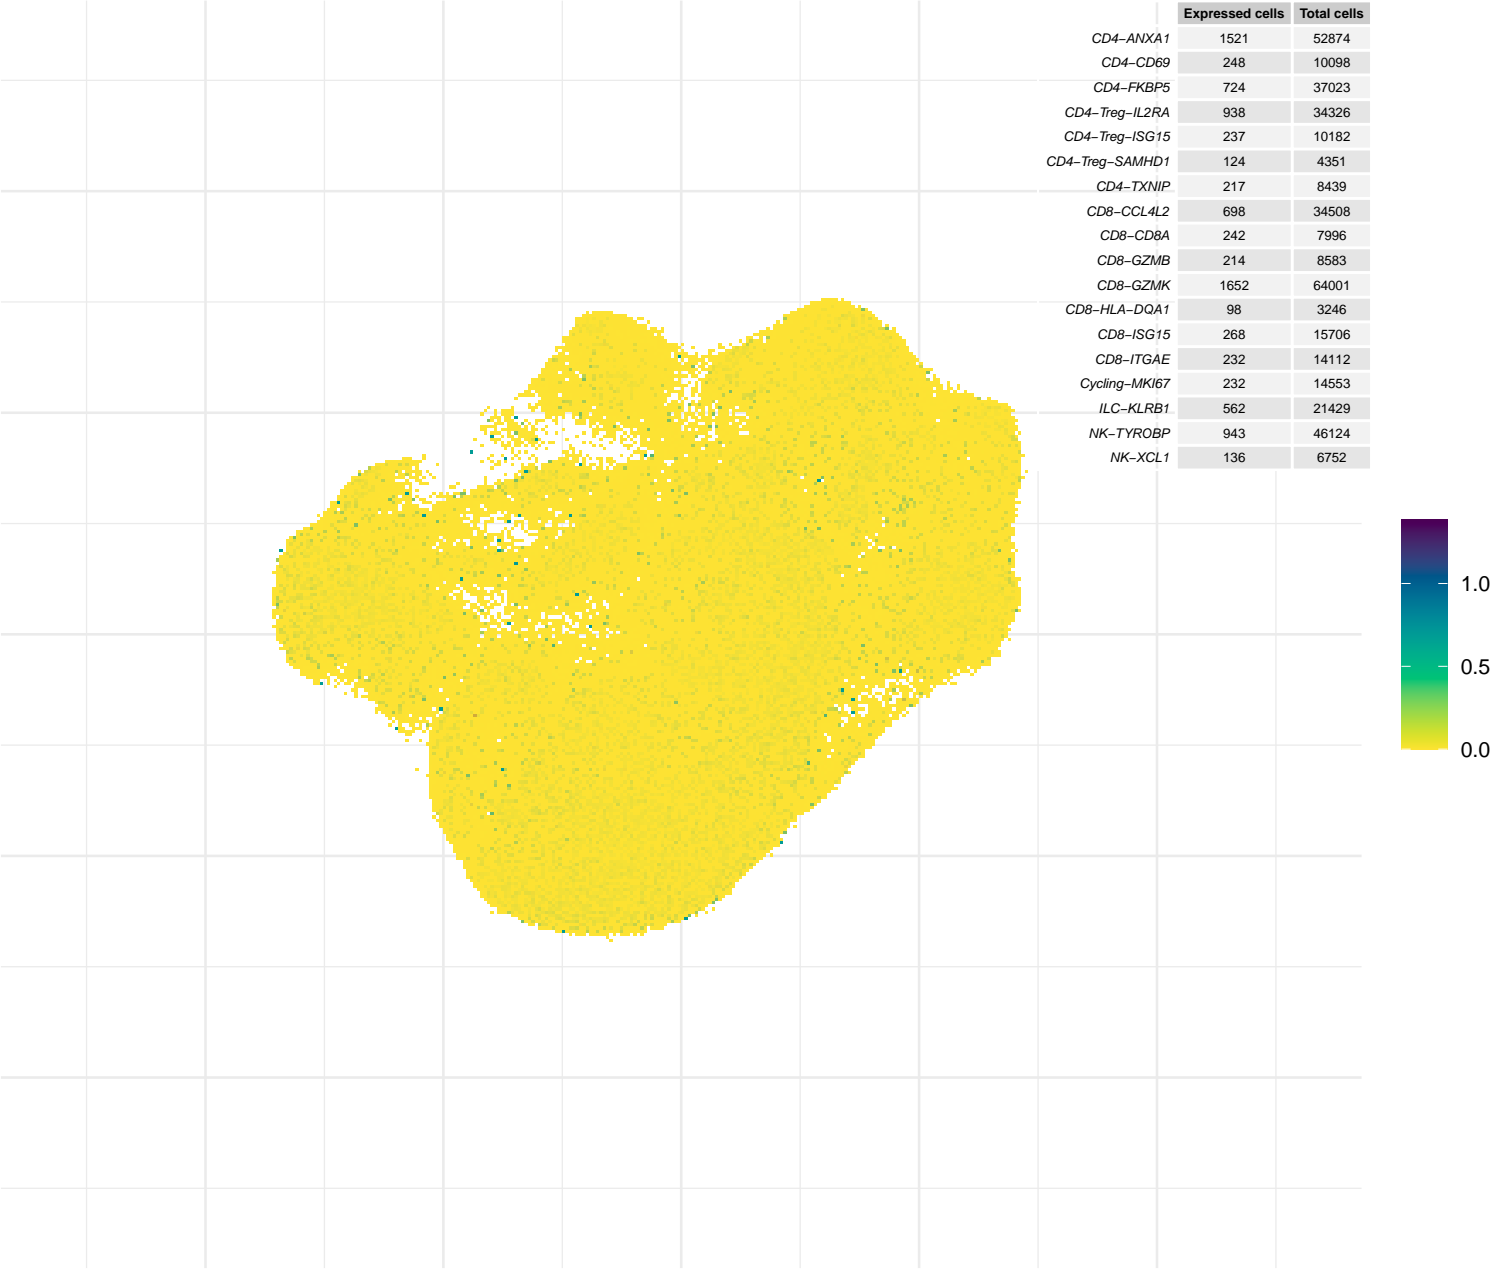 Expressed cells Total cells
CD4−ANXA1 1521 52874
CD4−CD69 248 10098
CD4−FKBP5 724 37023
CD4−Treg−IL2RA 938 34326
CD4−Treg−ISG15 237 10182
CD4−Treg−SAMHD1 124 4351
CD4−TXNIP 217 8439
CD8−CCL4L2 698 34508
CD8−CD8A 242 7996
CD8−GZMB 214 8583
CD8−GZMK 1652 64001
CD8−HLA−DQA1 98 3246
CD8−ISG15 268 15706
CD8−ITGAE 232 14112
Cycling−MKI67 232 14553
ILC−KLRB1 562 21429
NK−TYROBP 943 46124
NK−XCL1 136 6752
1.0
0.5
0.0